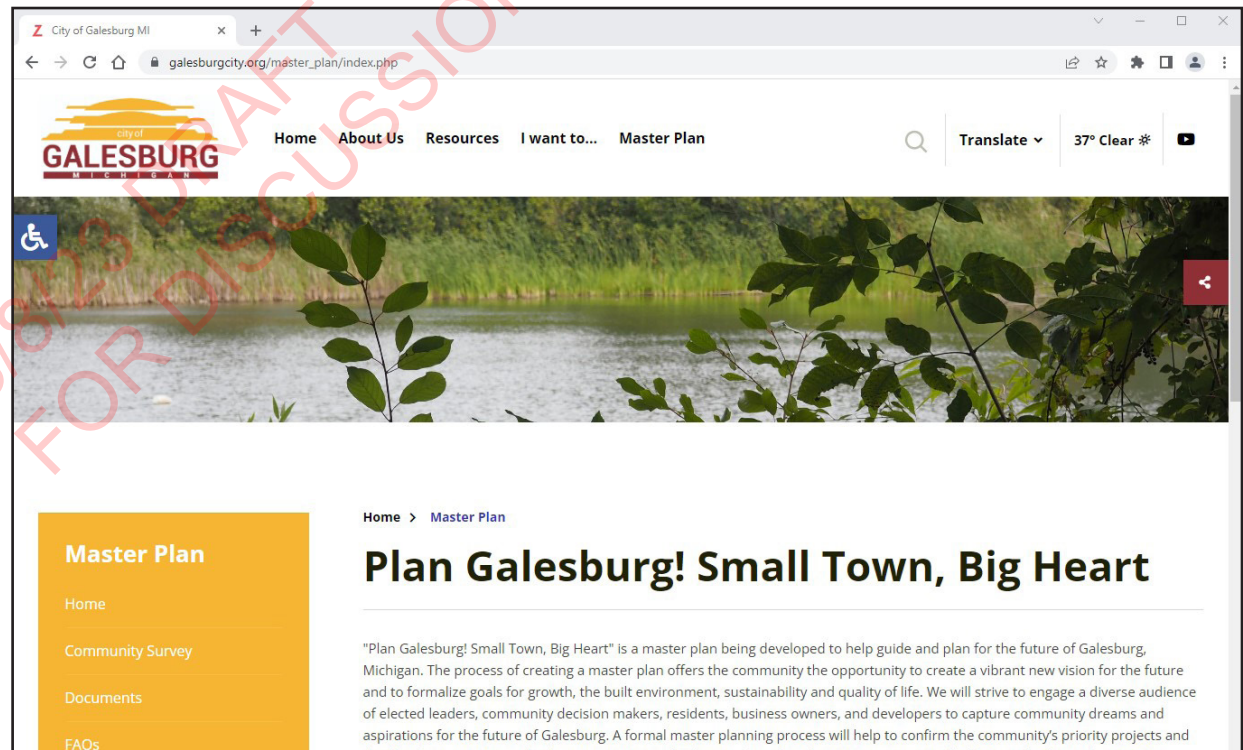 City of Galesburg MI
galesburgcity.org/master_plan/index.php
city of
GALESBURG
MICHIGAN
Home About Us Resources I want to... Master Plan
Translate
37° Clear
Home > Master Plan
Plan Galesburg! Small Town, Big Heart
Master Plan
Home
Community Survey
Documents
FAQs
"Plan Galesburg! Small Town, Big Heart" is a master plan being developed to help guide and plan for the future of Galesburg,
Michigan. The process of creating a master plan offers the community the opportunity to create a vibrant new vision for the future
and to formalize goals for growth, the built environment, sustainability and quality of life. We will strive to engage a diverse audience
of elected leaders, community decision makers, residents, business owners, and developers to capture community dreams and
aspirations for the future of Galesburg. A formal master planning process will help to confirm the community's priority projects and
8/23 DRAFT
FOR DISCUSSION